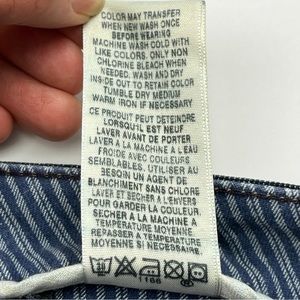 COLOR MAY TRANSFER
WHEN NEW WASH ONCE
BEFORE WEARING
MACHINE WASH COLD WITH
LIKE COLORS. ONLY NON
CHLORINE BLEACH WHEN
NEEDED. WASH AND DRY
INSIDE OUT TO RETAIN COLOR
TUMBLE DRY MEDIUM
WARM IRON IF NECESSARY
CE PRODUIT PEUT DETEINDRE
LORSQU'IL EST NEUF
LAVER AVANT DE PORTER
LAVER A LA MACHINE A L'EAU
FROIDE AVEC COULEURS
SEMBLABLES. UTILISER AU
BESOIN UN AGENT DE
BLANCHIMENT SANS CHLORE
LAVER ET SECHER A L'ENVERS
POUR GARDER LA COULEUR.
SECHER A LA MACHINE A
TEMPERATURE MOYENNE
REPASSER A TEMPERATURE
MOYENNE SI NECESSAIRE
1166